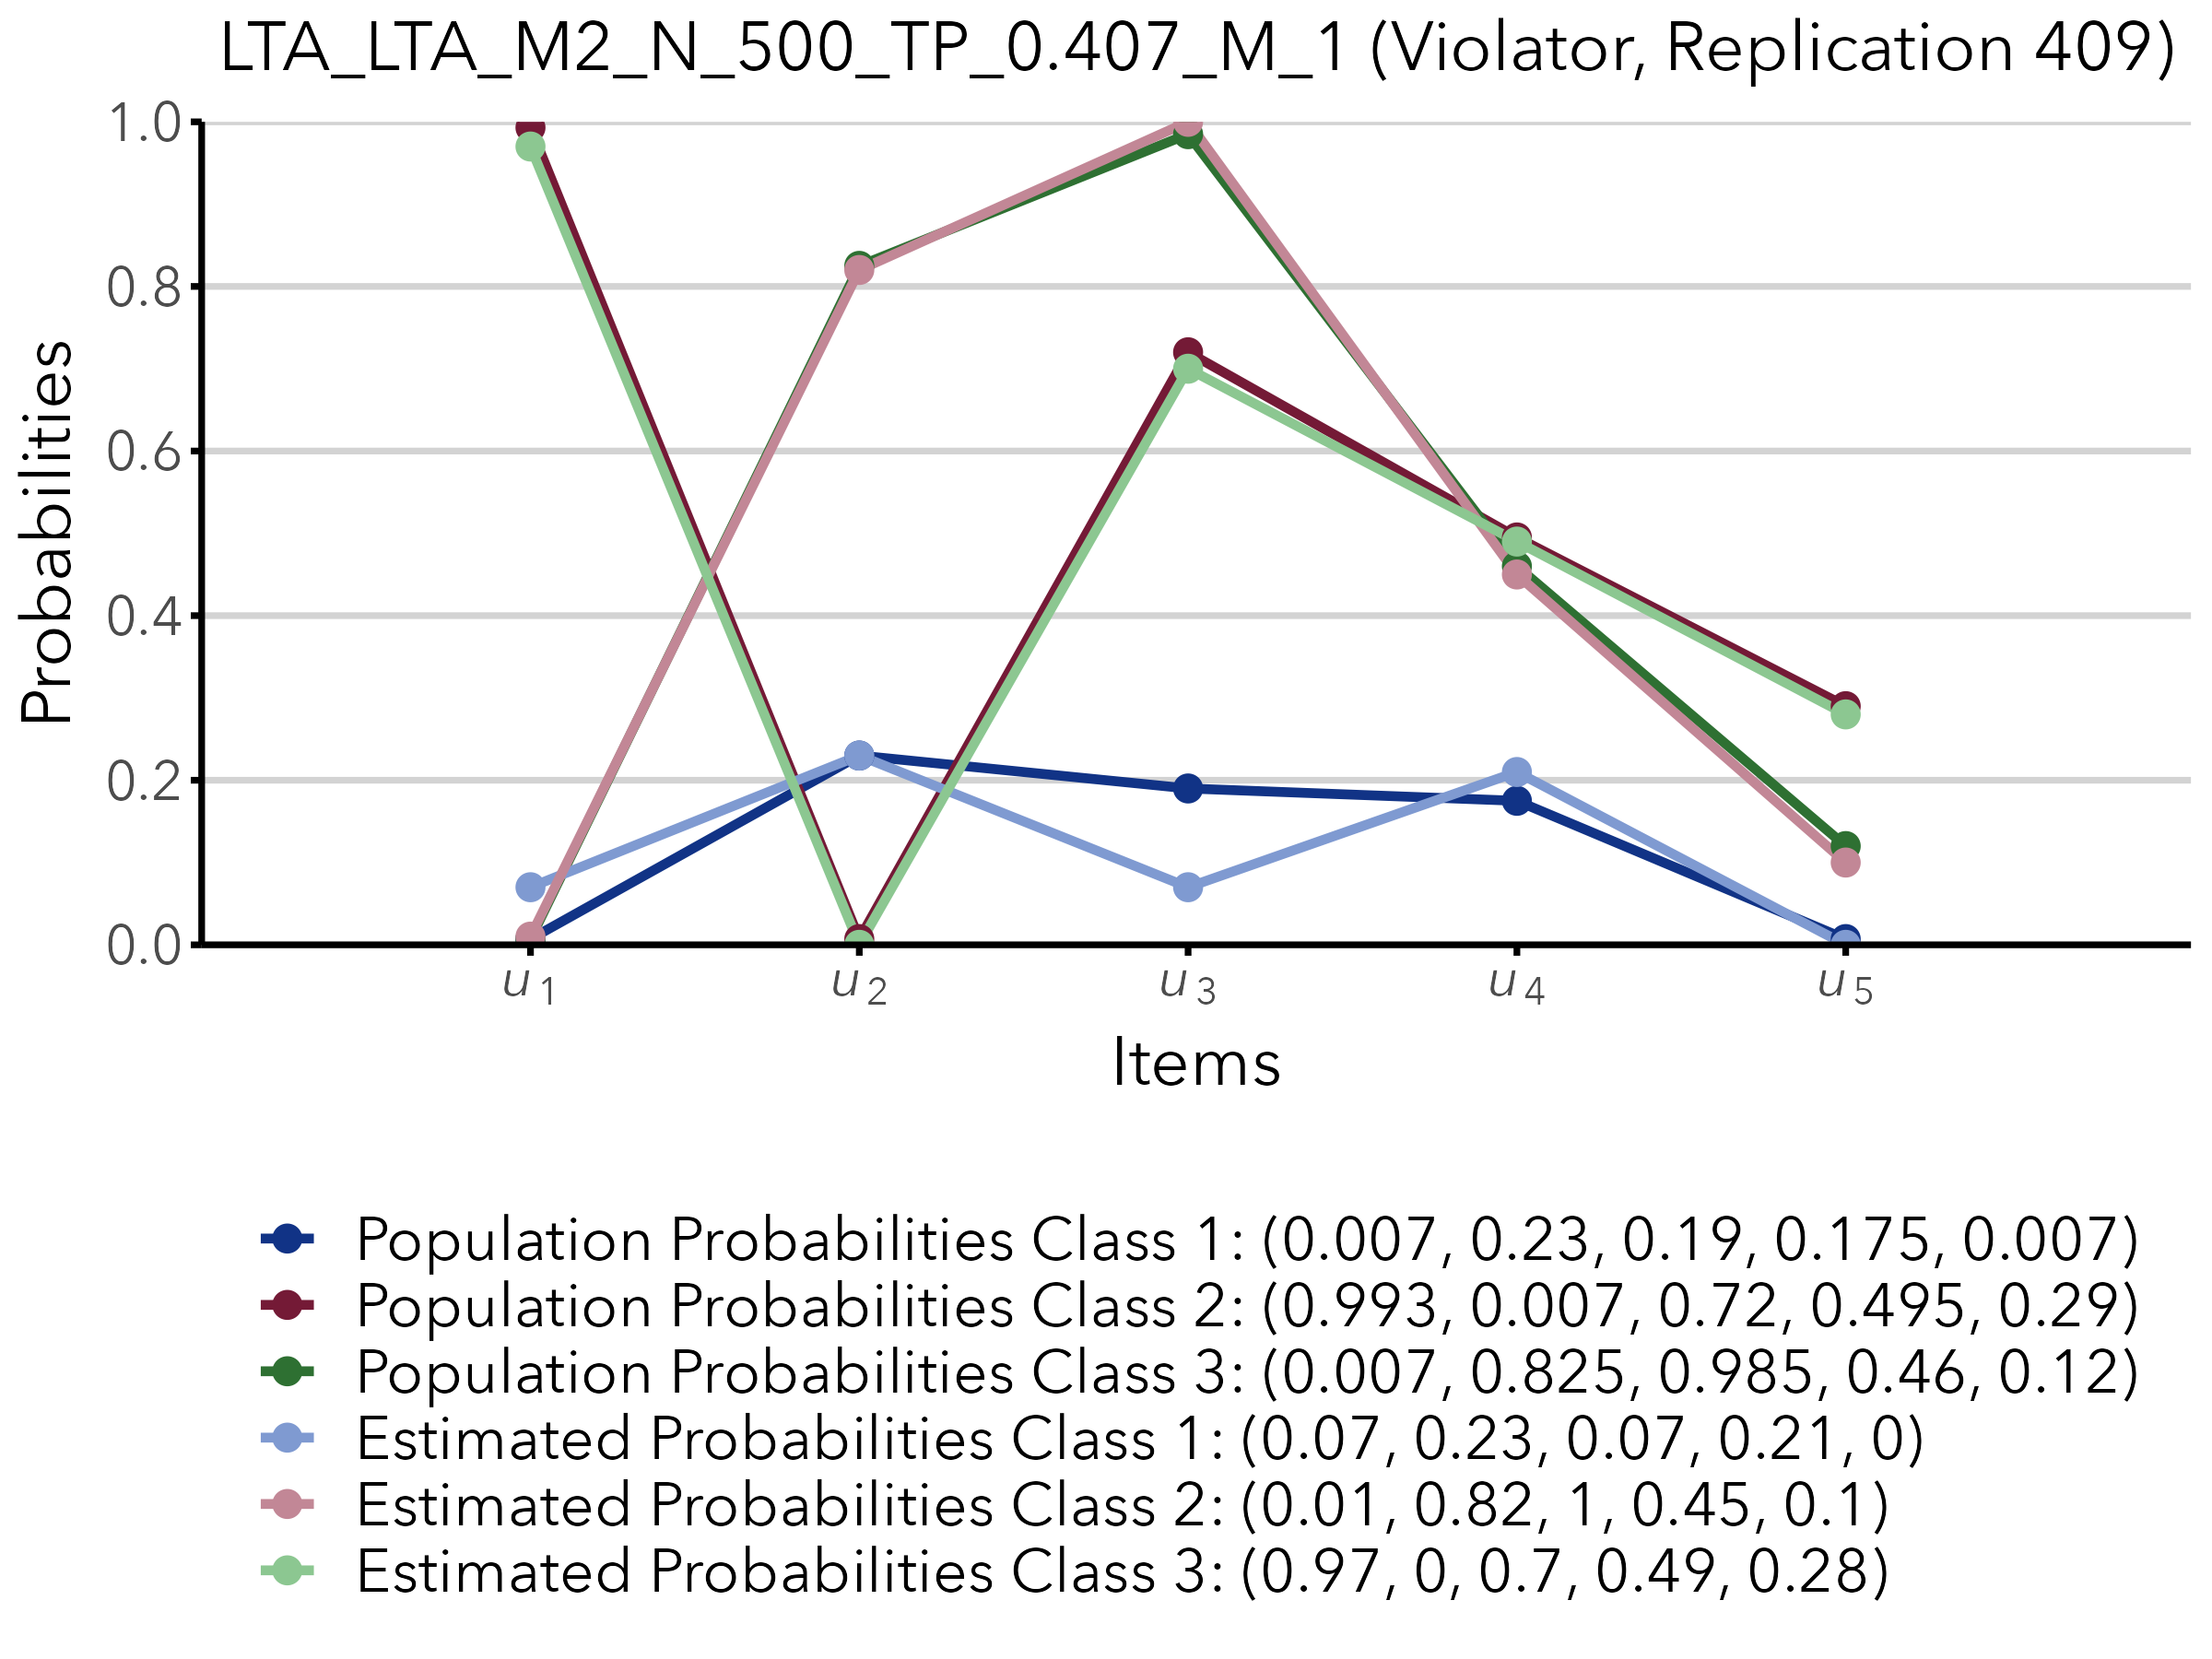 LTA_LTA_M2_N_500_TP_0.407_M_1 (Violator, Replication 409)
1.0
0.8
0.6
0.4
0.2
0.0
Probabilities
u1 u2 u3 u4 u5
Items
Population Probabilities Class 1: (0.007, 0.23, 0.19, 0.175, 0.007)
Population Probabilities Class 2: (0.993, 0.007, 0.72, 0.495, 0.29)
Population Probabilities Class 3: (0.007, 0.825, 0.985, 0.46, 0.12)
Estimated Probabilities Class 1: (0.07, 0.23, 0.07, 0.21, 0)
Estimated Probabilities Class 2: (0.01, 0.82, 1, 0.45, 0.1)
Estimated Probabilities Class 3: (0.97, 0, 0.7, 0.49, 0.28)